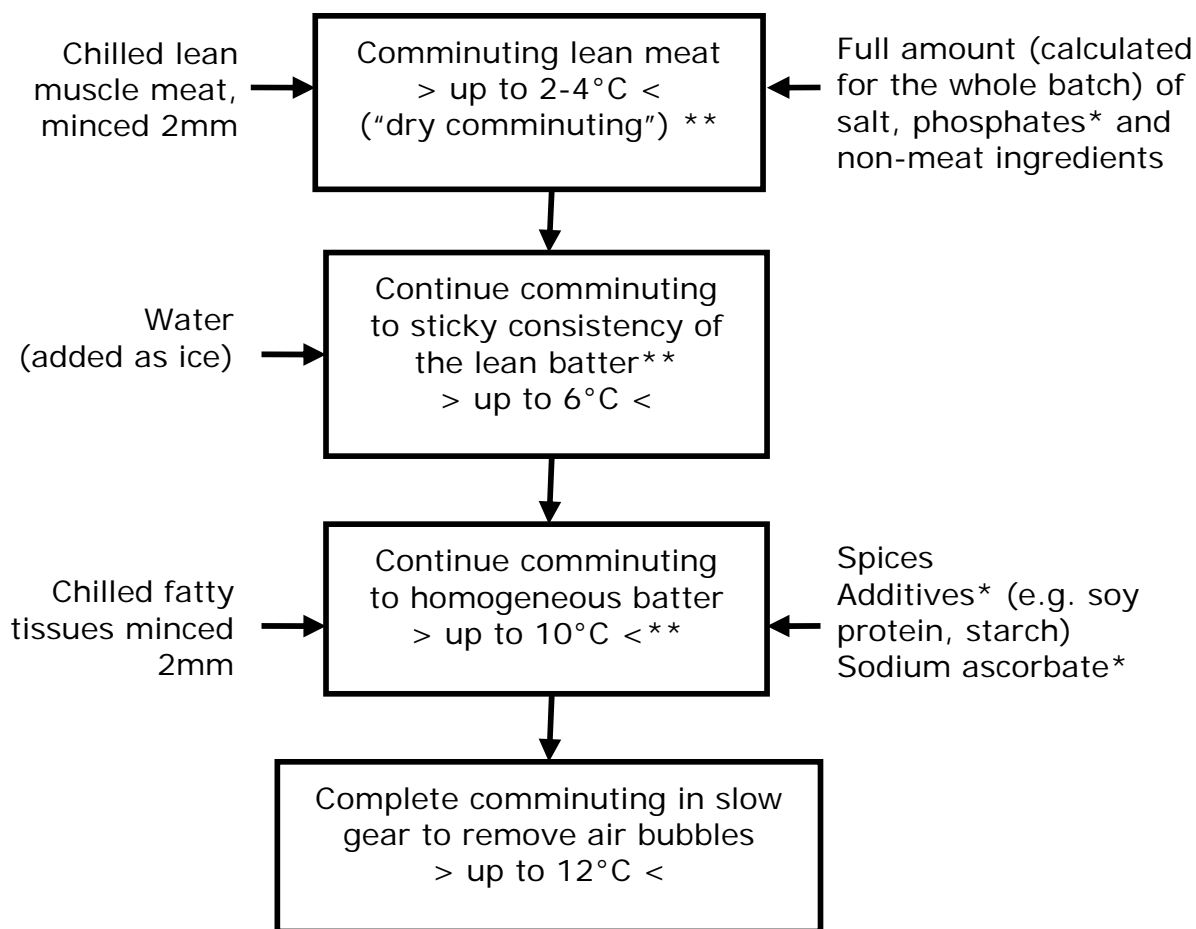 Chilled lean
muscle meat,
minced 2mm
Comminuting lean meat
> up to 2-4°C <
("dry comminuting") **
Full amount (calculated
for the whole batch) of
salt, phosphates* and
non-meat ingredients
Water
(added as ice)
Continue comminuting
to sticky consistency of
the lean batter**
> up to 6°C <
Chilled fatty
tissues minced
2mm
Continue comminuting
to homogeneous batter
> up to 10°C <**
Spices
Additives* (e.g. soy
protein, starch)
Sodium ascorbate*
Complete comminuting in slow
gear to remove air bubbles
> up to 12°C <